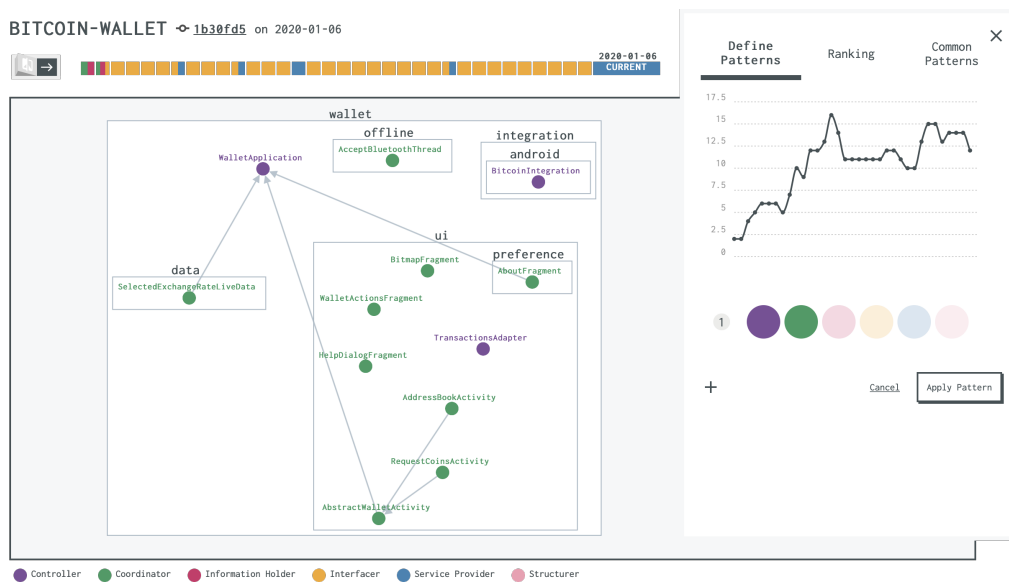 BITCOIN-WALLET 1b30fd5 on 2020-01-06
2020-01-06
CURRENT
wallet
offline
AcceptBluetoothThread
integration
android
BitcoinIntegration
WalletApplication
ui
BitmapFragment
preference
AboutFragment
data
SelectedExchangeRateLiveData
WalletActionsFragment
TransactionsAdapter
HelpDialogFragment
AddressBookActivity
RequestCoinsActivity
AbstractWalletActivity
Define
Patterns
Ranking
Common
Patterns
17.5
15
12.5
10
7.5
5
2.5
0
1
+
Cancel
Apply Pattern
Controller
Coordinator
Information Holder
Interfacer
Service Provider
Structurer